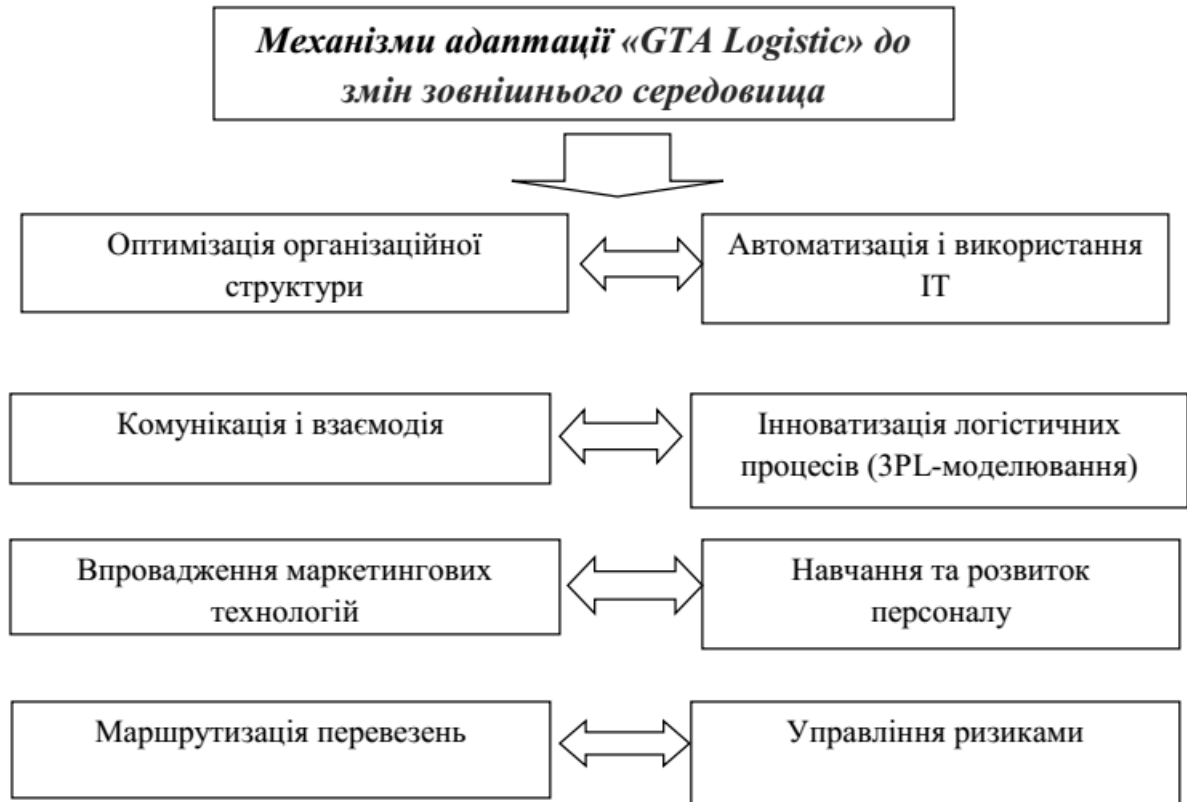 Механізми адаптації «GTA Logistic» до
змін зовнішнього середовища
Оптимізація організаційної
структури
Автоматизація і використання
ІТ
Комунікація і взаємодія
Інноватизація логістичних
процесів (3PL-моделювання)
Впровадження маркетингових
технологій
Навчання та розвиток
персоналу
Маршрутизація перевезень
Управління ризиками